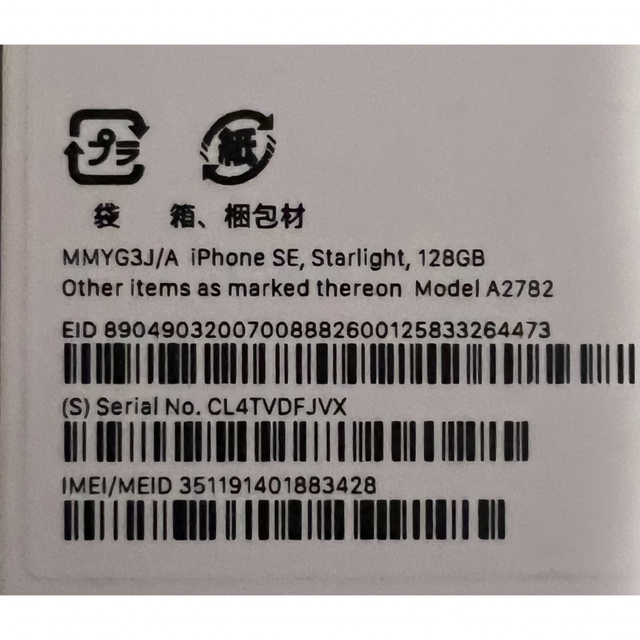 プラ 紙
袋 箱、梱包材
MMYG3J/A iPhone SE, Starlight, 128GB
Other items as marked thereon Model A2782
EID 89049032007008882600125833264473
(S) Serial No. CL4TVDFJVX
IMEI/MEID 351191401883428